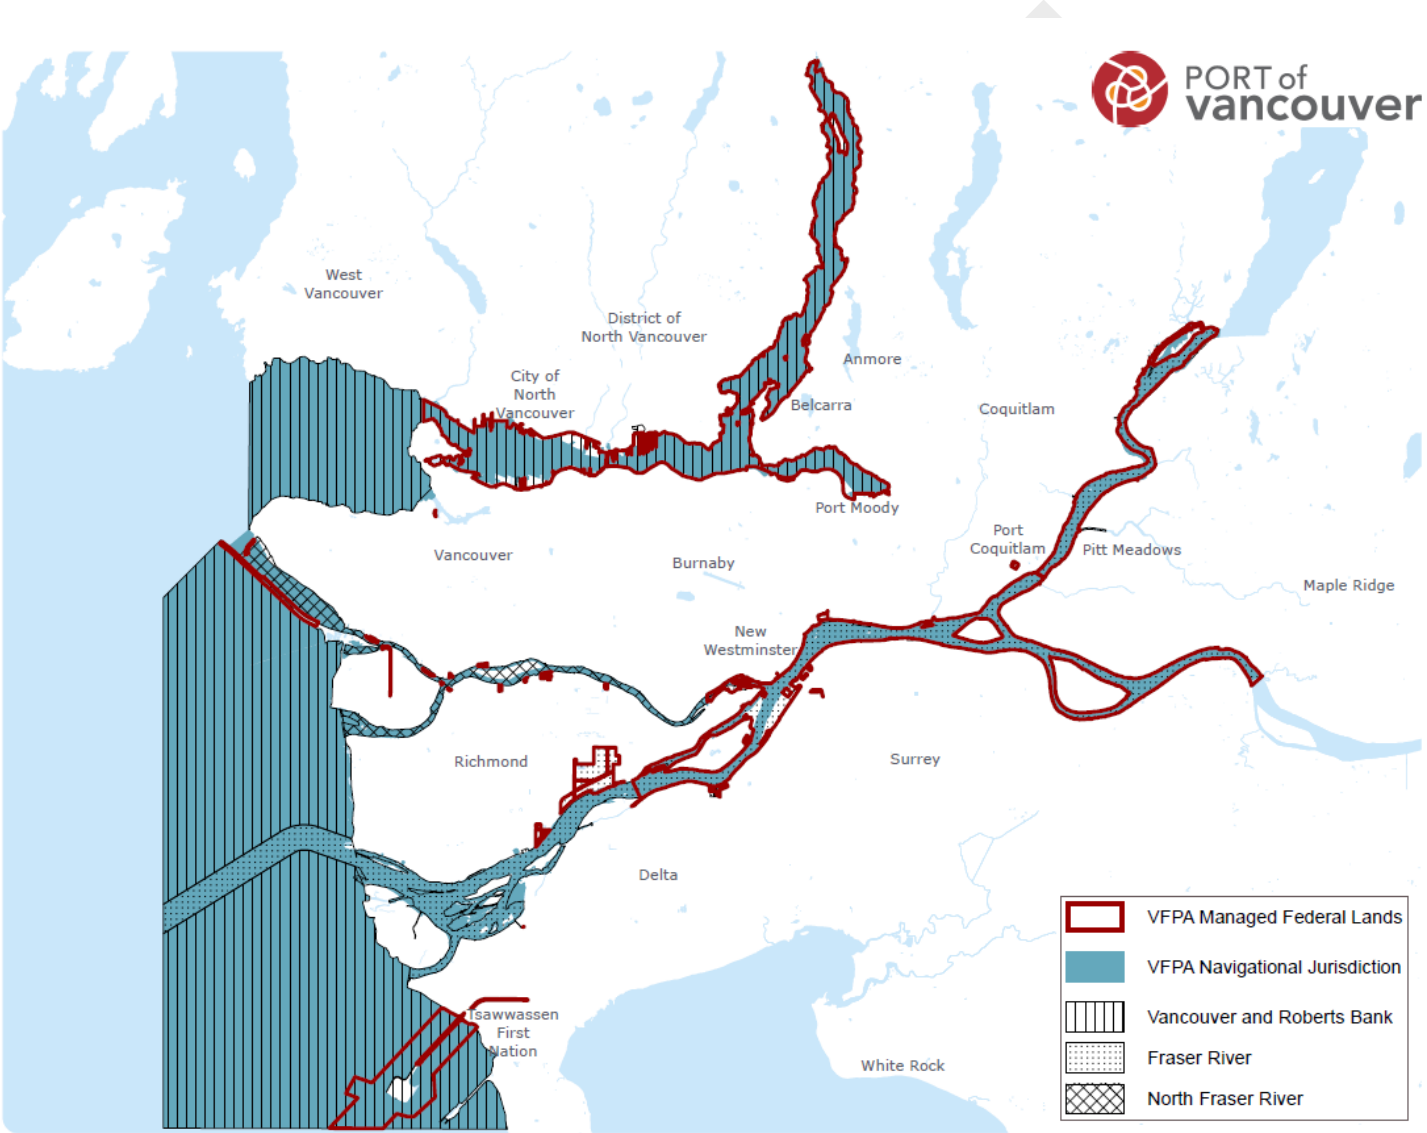 PORT of
vancouver
West
Vancouver
District of
North Vancouver
Anmore
City of
North
Vancouver
Belcarra
Coquitlam
Port Moody
Port
Coquitlam
Pitt Meadows
Vancouver
Burnaby
Maple Ridge
New
Westminster
Richmond
Surrey
Delta
Tsawwassen
First
Nation
White Rock
VFPA Managed Federal Lands
VFPA Navigational Jurisdiction
Vancouver and Roberts Bank
Fraser River
North Fraser River